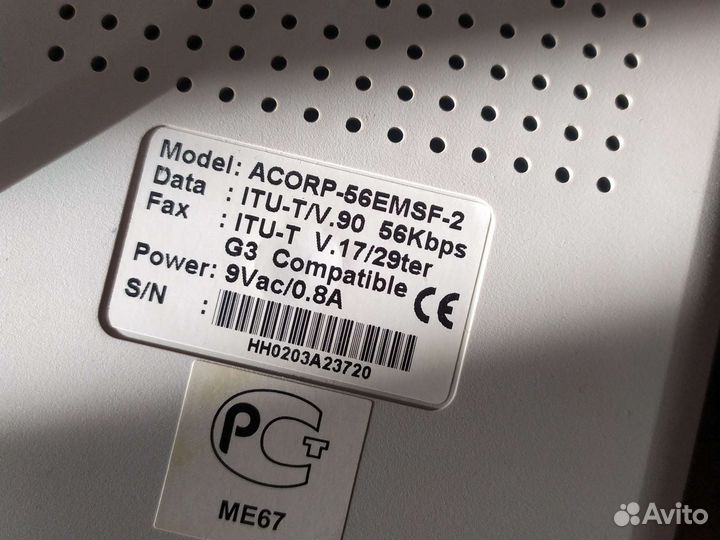 Model: ACORP-56EMSF-2
Data : ITU-T/V.90 56Kbps
Fax : ITU-T V.17/29ter
G3 Compatible
Power: 9Vac/0.8A
S/N :
CE
HH0203A23720
РСТ
ME67
Avito